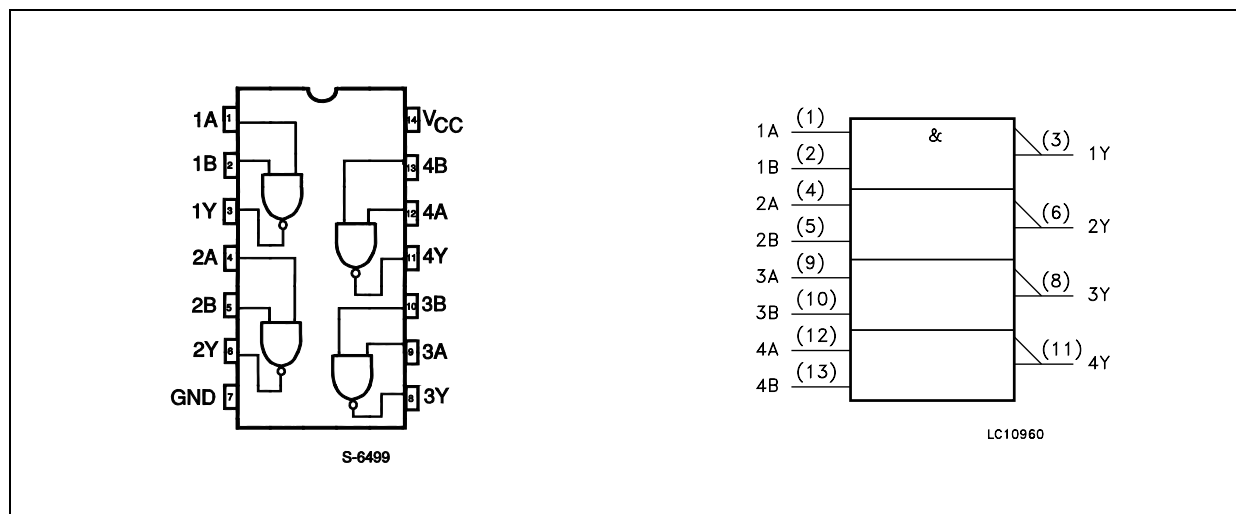 1A 1
1B 2
1Y 3
2A 4
2B 5
2Y 6
GND 7
14 VCC
13 4B
12 4A
11 4Y
10 3B
9 3A
8 3Y
S-6499
&
1A (1)
1B (2)
2A (4)
2B (5)
3A (9)
3B (10)
4A (12)
4B (13)
(3) 1Y
(6) 2Y
(8) 3Y
(11) 4Y
LC10960